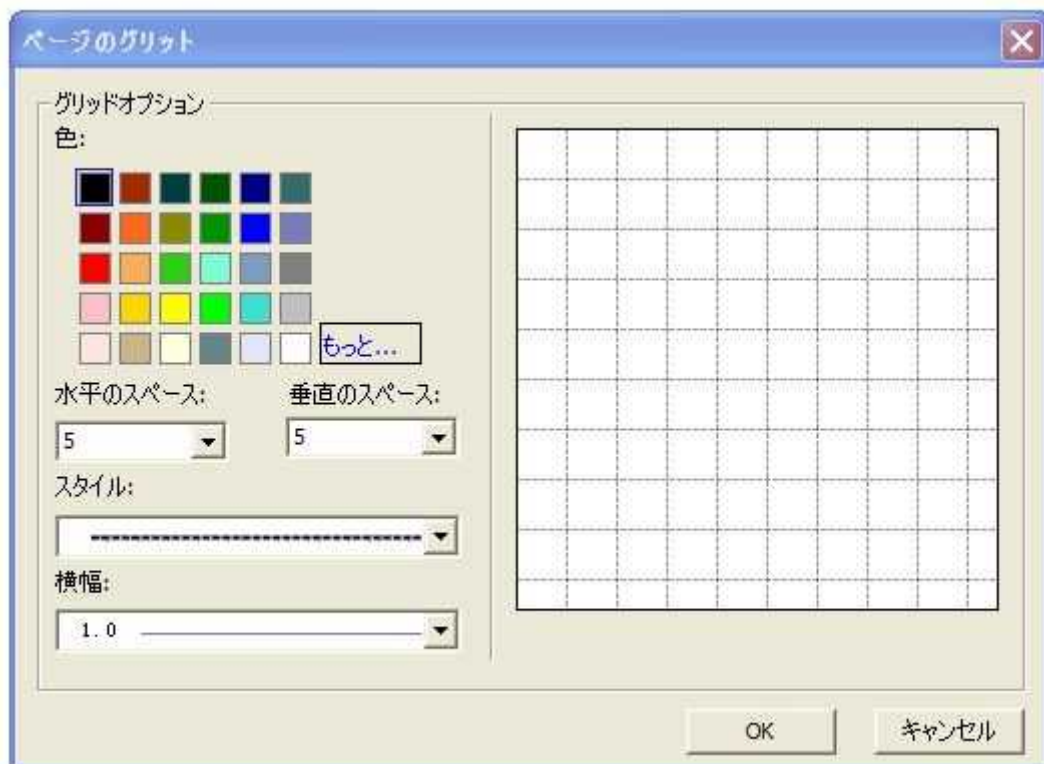 ページのグリット
グリッドオプション
色:
もっと...
水平のスペース: 垂直のスペース:
5 5
スタイル:
横幅:
1.0
OK キャンセル